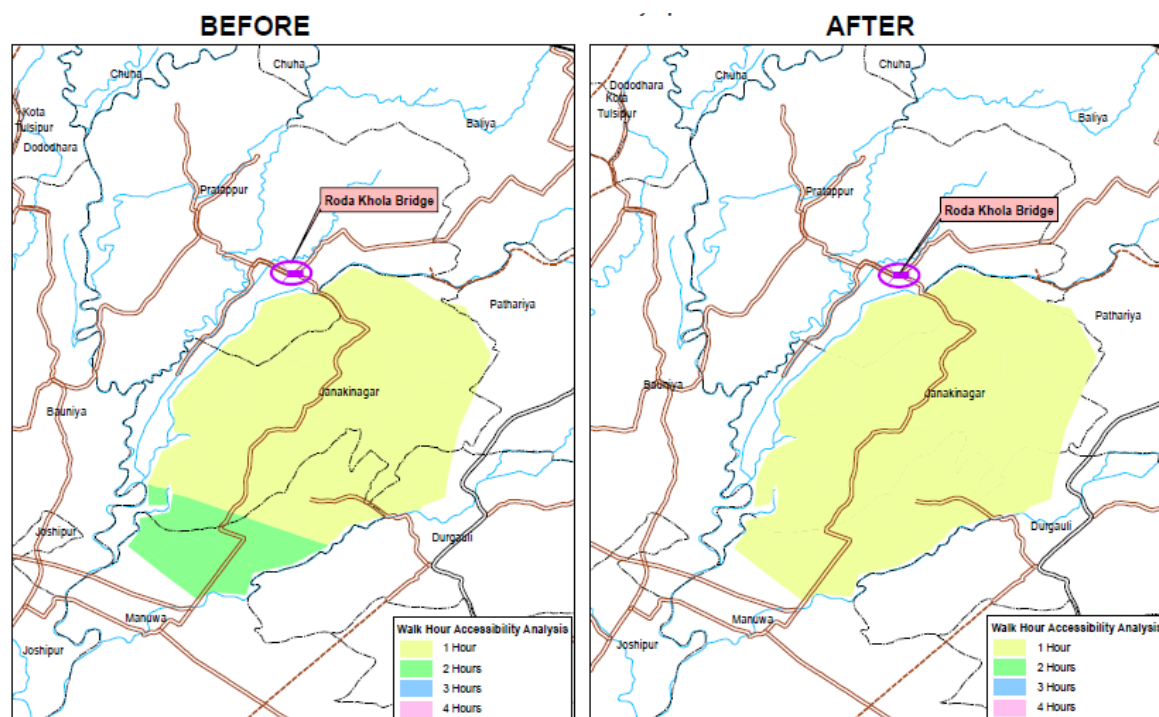 BEFORE
Chuha
Chuha
Kota
Tulsipur
Dododhara
Baliya
Pratappur
Roda Khola Bridge
Pathariya
Janakinagar
Bauniya
Joshipur
Durgauli
Manuwa
Joshipur
Walk Hour Accessibility Analysis
1 Hour
2 Hours
3 Hours
4 Hours
AFTER
Chuha
Chuha
Dododhara
Kota
Tulsipur
Baliya
Pratappur
Roda Khola Bridge
Pathariya
Janakinagar
Bauniya
Durgauli
Manuwa
Joshipur
Walk Hour Accessibility Analysis
1 Hour
2 Hours
3 Hours
4 Hours